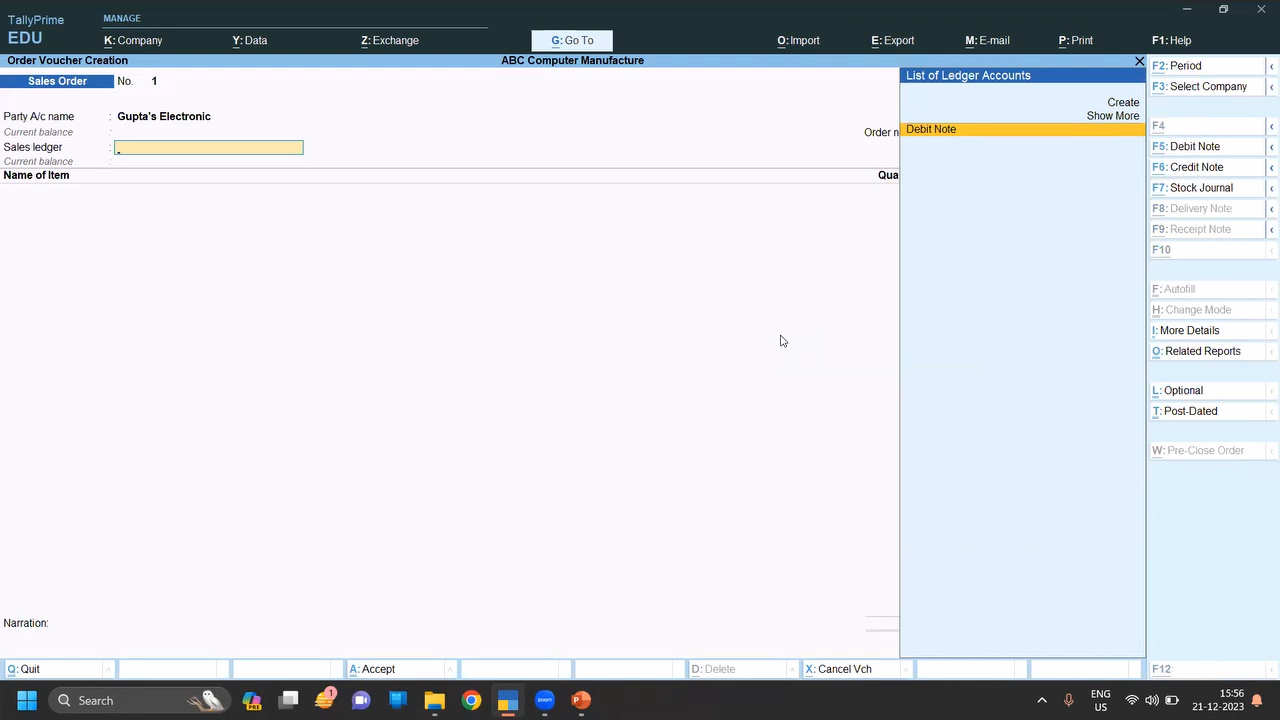 TallyPrime
EDU
MANAGE
K: Company
Y: Data
Z: Exchange
G: Go To
O: Import
E: Export
M: E-mail
P: Print
F1: Help
Order Voucher Creation
ABC Computer Manufacture
Sales Order No. 1
Party A/c name : Gupta's Electronic
Current balance :
Order n
Sales ledger :
Current balance :
Name of Item
Qua
List of Ledger Accounts
Create
Show More
Debit Note
F2: Period
F3: Select Company
F4
F5: Debit Note
F6: Credit Note
F7: Stock Journal
F8: Delivery Note
F9: Receipt Note
F10
F: Autofill
H: Change Mode
I: More Details
O: Related Reports
L: Optional
T: Post-Dated
W: Pre-Close Order
Narration:
Q: Quit
A: Accept
D: Delete
X: Cancel Vch
F12
Search
PRE
1
zoom
ENG
US
15:56
21-12-2023